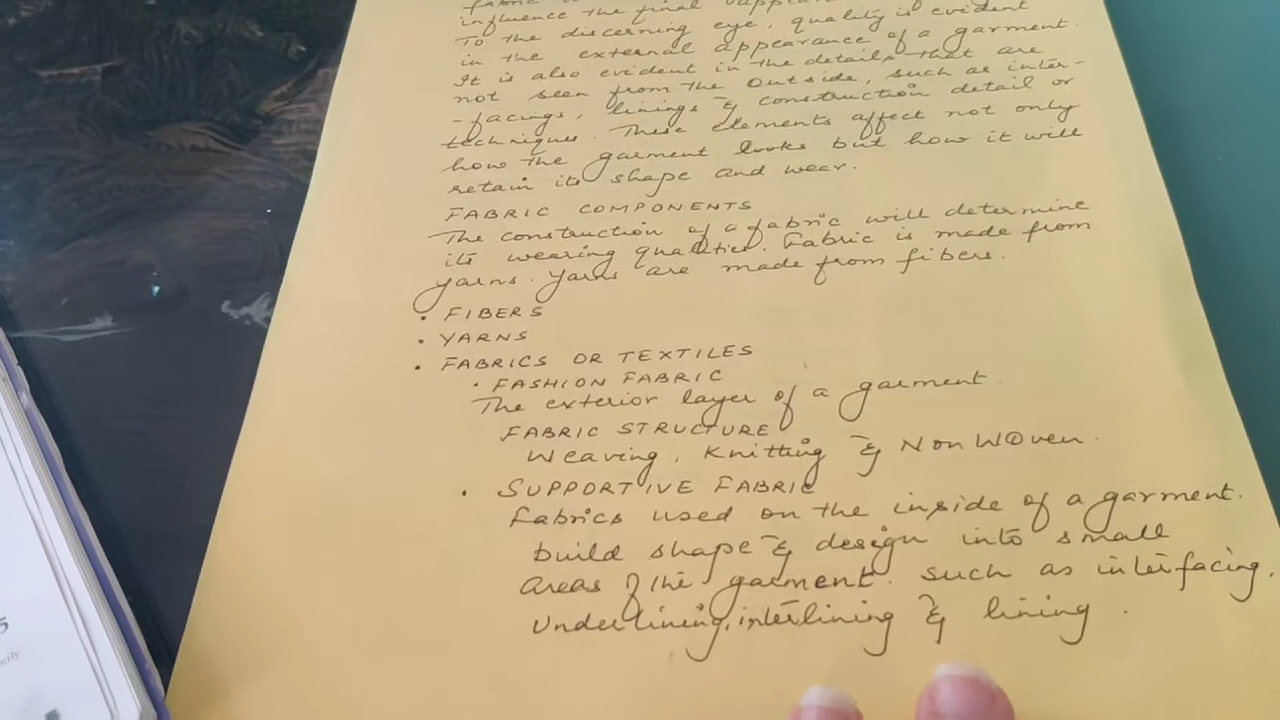 influence the final
To the discerning eye, quality is evident
in the external appearance of a garment
It is also evident in the details that are
not seen from the outside, such as inter-
-facings, linings & construction detail or
techniques. These elements affect not only
how the garment looks but how it will
retain its shape and wear.
FABRIC COMPONENTS
The construction of a fabric will determine
its wearing qualities. Fabric is made from
yarns. Yarns are made from fibers.
• FIBERS
• YARNS
• FABRICS OR TEXTILES
• FASHION FABRIC
The exterior layer of a garment
FABRIC STRUCTURE
Weaving, Knitting & Non Woven.
• SUPPORTIVE FABRIC
fabrics used on the inside of a garment.
build shape & design into small
areas of the garment. such as interfacing,
underlining, interlining & lining.
5